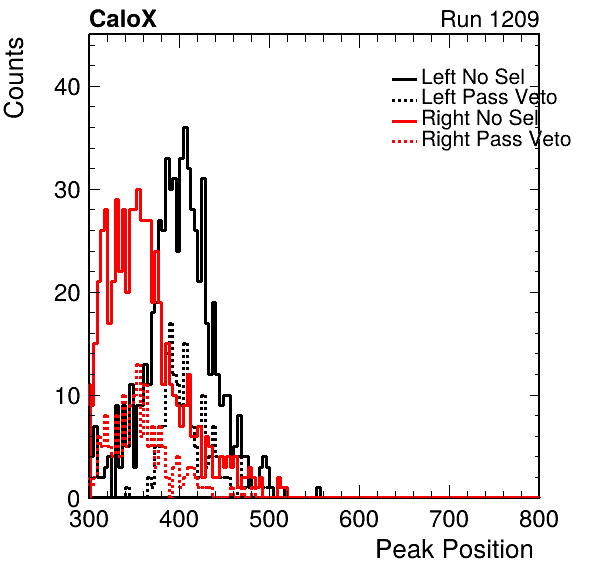 CaloX Run 1209
Counts
Left No Sel
Left Pass Veto
Right No Sel
Right Pass Veto
40
30
20
10
0
300 400 500 600 700 800
Peak Position